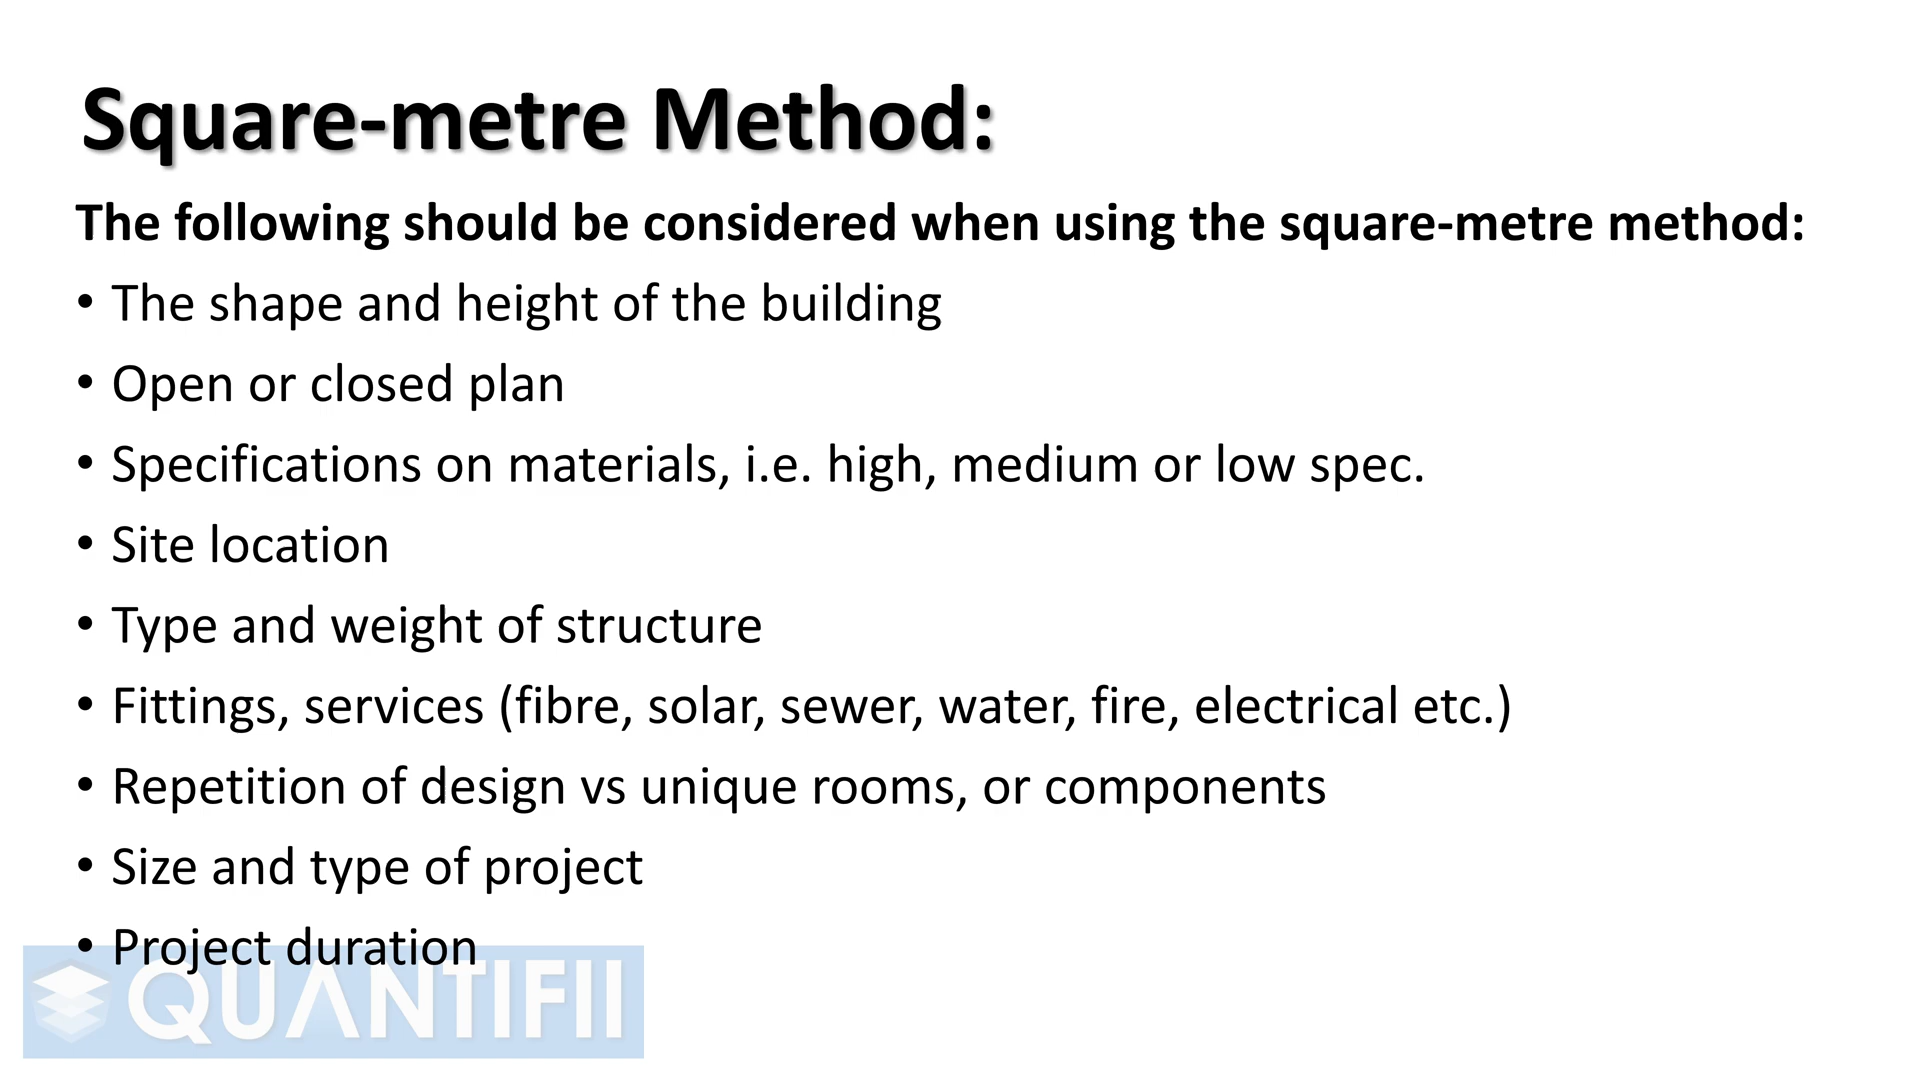 Square-metre Method:
The following should be considered when using the square-metre method:
• The shape and height of the building
• Open or closed plan
• Specifications on materials, i.e. high, medium or low spec.
• Site location
• Type and weight of structure
• Fittings, services (fibre, solar, sewer, water, fire, electrical etc.)
• Repetition of design vs unique rooms, or components
• Size and type of project
• Project duration
QUANTIFII